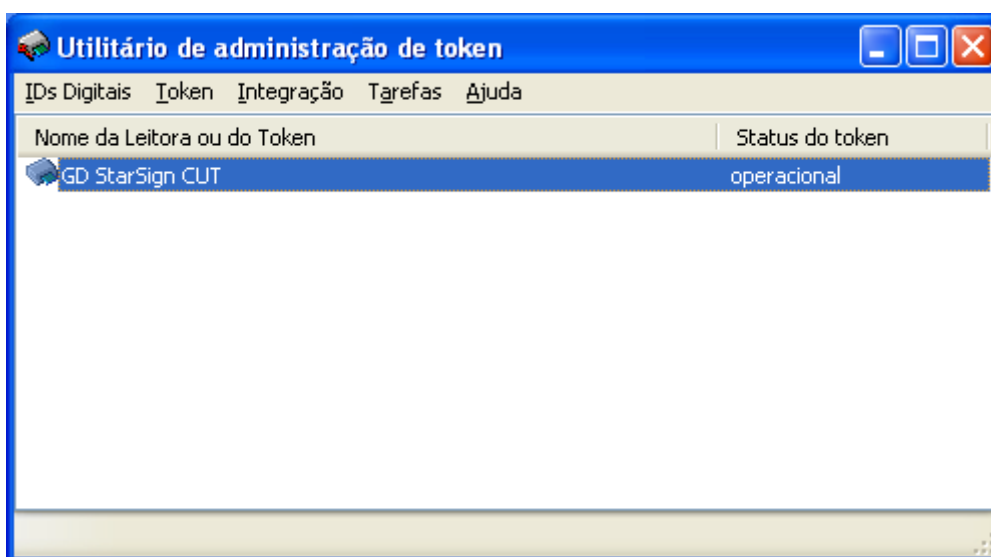 Utilitário de administração de token
IDs Digitais Token Integração Tarefas Ajuda
Nome da Leitora ou do Token Status do token
GD StarSign CUT operacional